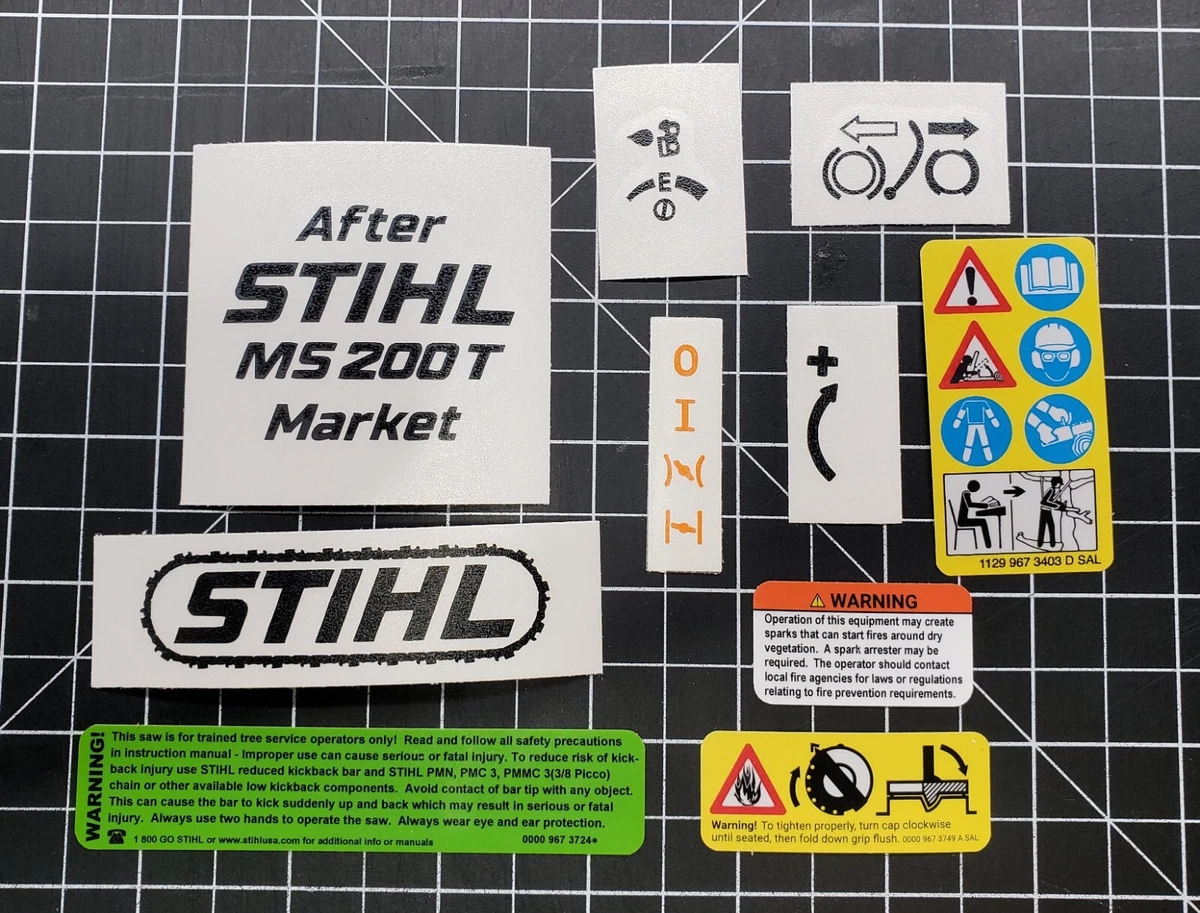 After
STIHL
MS 200 T
Market
E
O
I
+
1129 967 3403 D SAL
STIHL
WARNING
Operation of this equipment may create
sparks that can start fires around dry
vegetation. A spark arrester may be
required. The operator should contact
local fire agencies for laws or regulations
relating to fire prevention requirements.
WARNING!
This saw is for trained tree service operators only! Read and follow all safety precautions
in instruction manual - Improper use can cause serious or fatal injury. To reduce risk of kick-
back injury use STIHL reduced kickback bar and STIHL PMN, PMC 3, PMMC 3(3/8 Picco)
chain or other available low kickback components. Avoid contact of bar tip with any object.
This can cause the bar to kick suddenly up and back which may result in serious or fatal
injury. Always use two hands to operate the saw. Always wear eye and ear protection.
1 800 GO STIHL or www.stihlusa.com for additional info or manuals 0000 967 3724*
Warning! To tighten properly, turn cap clockwise
until seated, then fold down grip flush. 0000 967 3749 A SAL